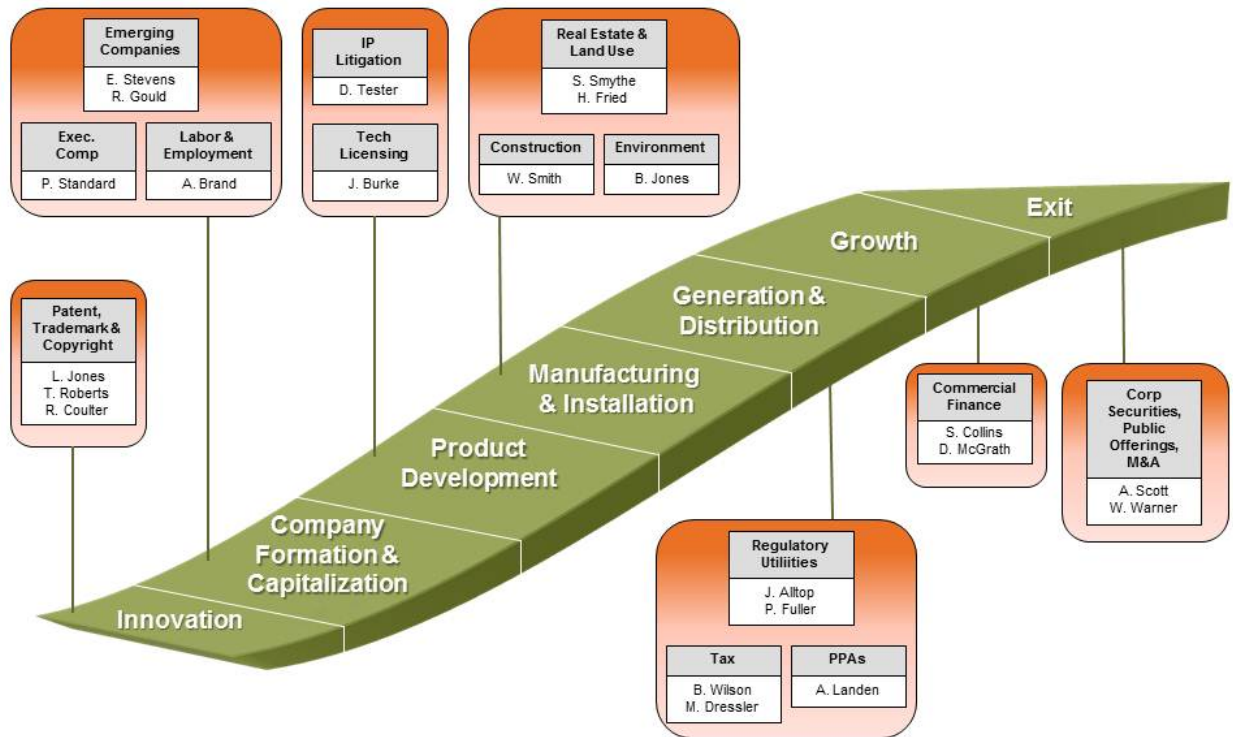 Emerging
Companies
E. Stevens
R. Gould
Exec.
Comp
P. Standard
Labor &
Employment
A. Brand
IP
Litigation
D. Tester
Tech
Licensing
J. Burke
Real Estate &
Land Use
S. Smythe
H. Fried
Construction
W. Smith
Environment
B. Jones
Patent,
Trademark &
Copyright
L. Jones
T. Roberts
R. Coulter
Exit
Growth
Generation &
Distribution
Manufacturing
& Installation
Product
Development
Company
Formation &
Capitalization
Innovation
Commercial
Finance
S. Collins
D. McGrath
Corp
Securities,
Public
Offerings,
M&A
A. Scott
W. Warner
Regulatory
Utiliities
J. Alltop
P. Fuller
Tax
B. Wilson
M. Dressler
PPAs
A. Landen